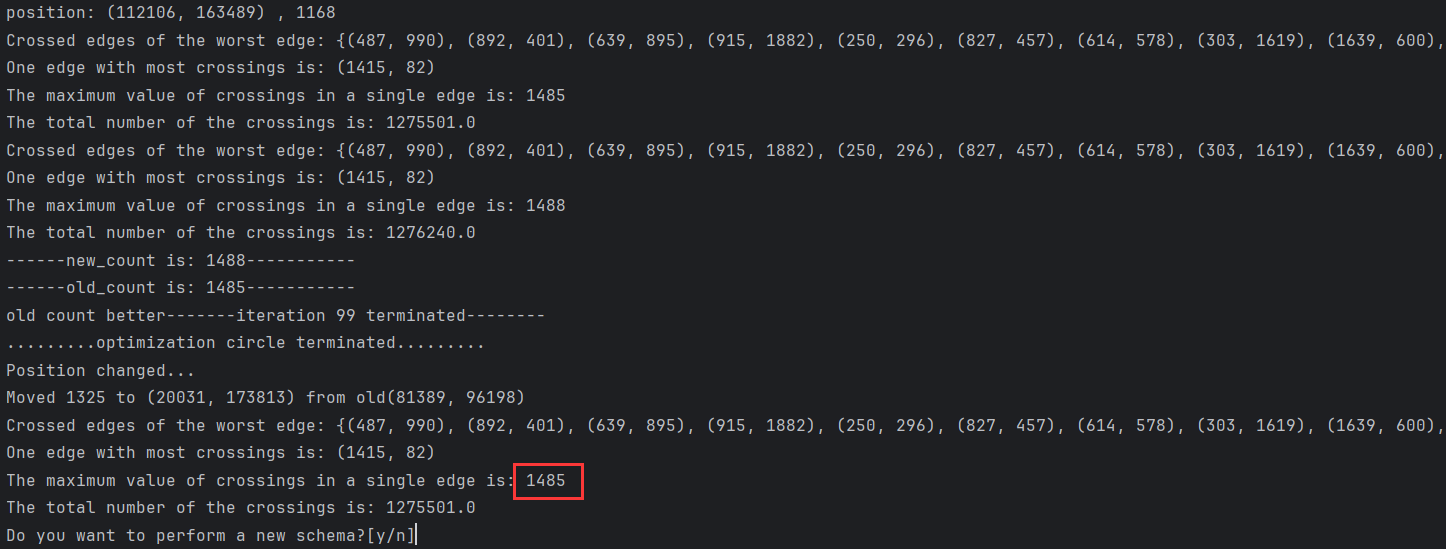 position: (112106, 163489) , 1168
Crossed edges of the worst edge: {(487, 990), (892, 401), (639, 895), (915, 1882), (250, 296), (827, 457), (614, 578), (303, 1619), (1639, 600),
One edge with most crossings is: (1415, 82)
The maximum value of crossings in a single edge is: 1485
The total number of the crossings is: 1275501.0
Crossed edges of the worst edge: {(487, 990), (892, 401), (639, 895), (915, 1882), (250, 296), (827, 457), (614, 578), (303, 1619), (1639, 600),
One edge with most crossings is: (1415, 82)
The maximum value of crossings in a single edge is: 1488
The total number of the crossings is: 1276240.0
------new_count is: 1488-----------
------old_count is: 1485-----------
old count better-------iteration 99 terminated--------
.........optimization circle terminated.........
Position changed...
Moved 1325 to (20031, 173813) from old(81389, 96198)
Crossed edges of the worst edge: {(487, 990), (892, 401), (639, 895), (915, 1882), (250, 296), (827, 457), (614, 578), (303, 1619), (1639, 600),
One edge with most crossings is: (1415, 82)
The maximum value of crossings in a single edge is: 1485
The total number of the crossings is: 1275501.0
Do you want to perform a new schema?[y/n]